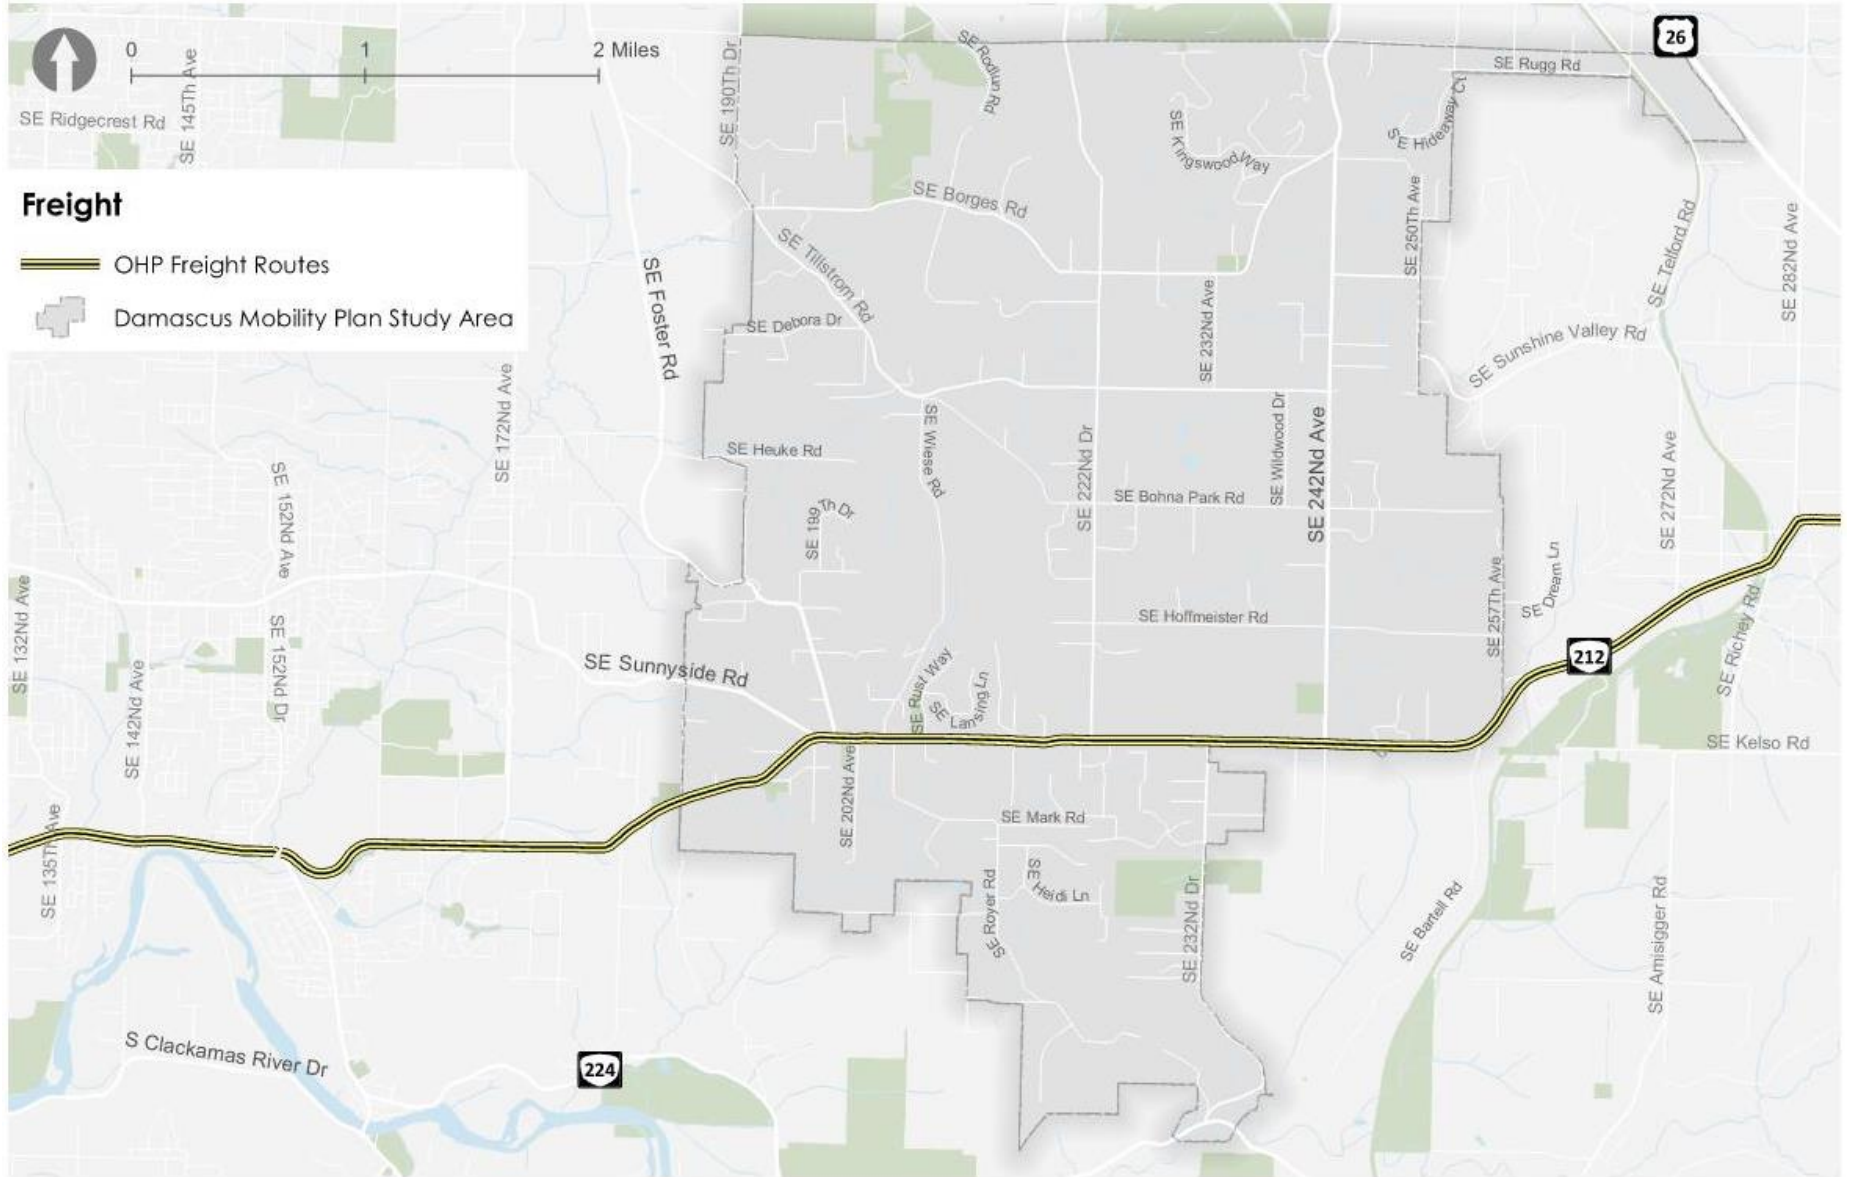 0 1 2 Miles
26
SE Rugg Rd
SE Rodlun Rd
SE 190Th Dr
SE 145Th Ave
SE Ridgecrest Rd
SE Kingswood Way
SE Hideaway Ct
Freight
OHP Freight Routes
Damascus Mobility Plan Study Area
SE Borges Rd
SE 250Th Ave
SE Telford Rd
SE 282Nd Ave
SE Foster Rd
SE Tillstrom Rd
SE Debora Dr
SE 232Nd Ave
SE Sunshine Valley Rd
SE 172Nd Ave
SE Heuke Rd
SE Wiese Rd
SE 222Nd Dr
SE Wildwood Dr
SE 242Nd Ave
SE 272Nd Ave
SE 152Nd Ave
SE 199Th Dr
SE Bohna Park Rd
SE 257Th Ave
SE Dream Ln
SE 132Nd Ave
SE 152Nd Dr
SE Hoffmeister Rd
SE Richey Rd
212
SE Sunnyside Rd
SE Rust Way
SE Lansing Ln
SE 142Nd Ave
SE Kelso Rd
SE 202Nd Ave
SE Mark Rd
SE 135Th Ave
SE Heidi Ln
SE Royer Rd
SE 232Nd Dr
SE Bartell Rd
SE Amisigger Rd
S Clackamas River Dr
224